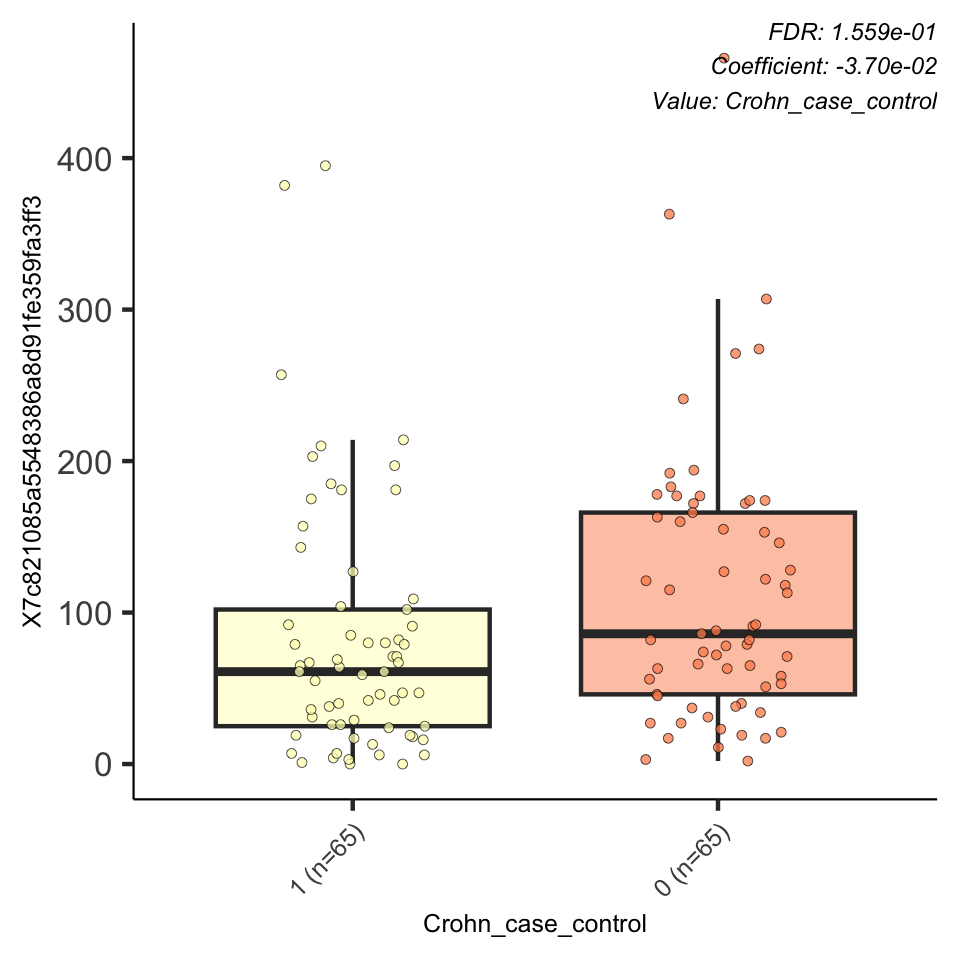 FDR: 1.559e-01
Coefficient: -3.70e-02
Value: Crohn_case_control
X7c821085a5548386a8d91fe359fa3ff3
400
300
200
100
0
1 (n=65)
0 (n=65)
Crohn_case_control